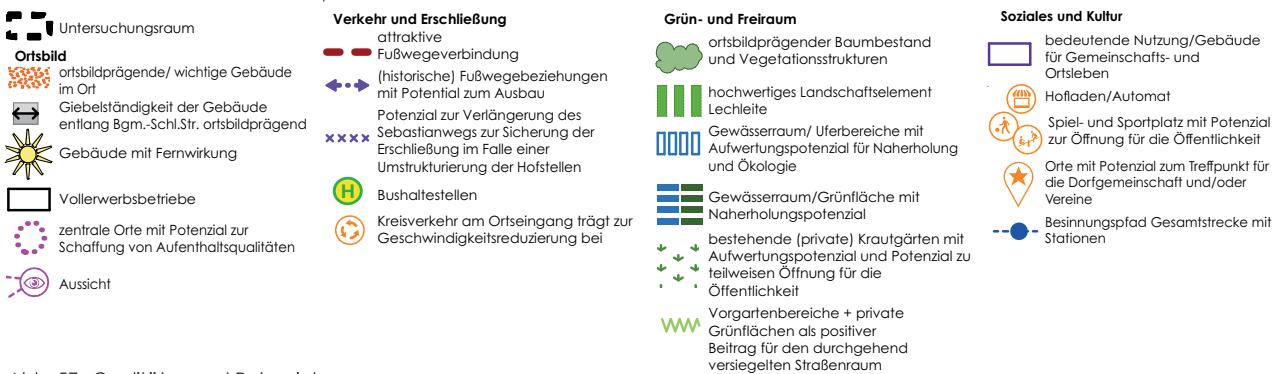 Untersuchungsraum
Ortsbild
ortsbildprägende/ wichtige Gebäude
im Ort
Giebelständigkeit der Gebäude
entlang Bgm.-Schl.Str. ortsbildprägend
Gebäude mit Fernwirkung
Vollerwerbsbetriebe
zentrale Orte mit Potenzial zur
Schaffung von Aufenthaltsqualitäten
Aussicht
Verkehr und Erschließung
attraktive
Fußwegeverbindung
(historische) Fußwegebeziehungen
mit Potential zum Ausbau
Potenzial zur Verlängerung des
Sebastianwegs zur Sicherung der
Erschließung im Falle einer
Umstrukturierung der Hofstellen
H
Bushaltestellen
Kreisverkehr am Ortseingang trägt zur
Geschwindigkeitsreduzierung bei
Grün- und Freiraum
ortsbildprägender Baumbestand
und Vegetationsstrukturen
hochwertiges Landschaftselement
Lechleite
Gewässerraum/ Uferbereiche mit
Aufwertungspotenzial für Naherholung
und Ökologie
Gewässerraum/Grünfläche mit
Naherholungspotenzial
bestehende (private) Krautgärten mit
Aufwertungspotenzial und Potenzial zu
teilweisen Öffnung für die
Öffentlichkeit
Vorgartenbereiche + private
Grünflächen als positiver
Beitrag für den durchgehend
versiegelten Straßenraum
Soziales und Kultur
bedeutende Nutzung/Gebäude
für Gemeinschafts- und
Ortsleben
Hofladen/Automat
Spiel- und Sportplatz mit Potenzial
zur Öffnung für die Öffentlichkeit
Orte mit Potenzial zum Treffpunkt für
die Dorfgemeinschaft und/oder
Vereine
Besinnungspfad Gesamtstrecke mit
Stationen